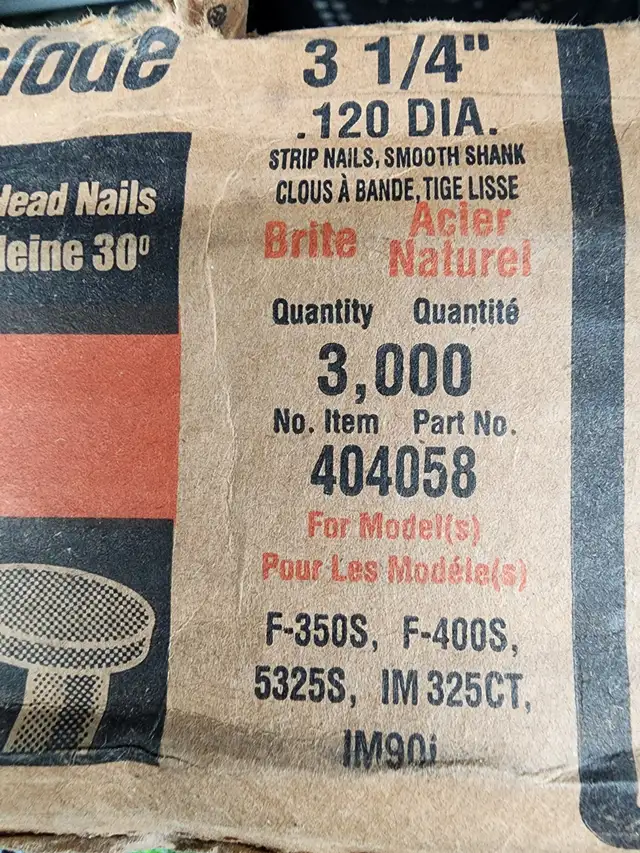 3 1/4"
.120 DIA.
STRIP NAILS, SMOOTH SHANK
CLOUS À BANDE, TIGE LISSE
Brite Acier Naturel
Quantity Quantité
3,000
No. Item Part No.
404058
For Model(s)
Pour Les Modéle(s)
F-350S, F-400S,
5325S, IM 325CT,
IM90i
Head Nails
leine 30⁰